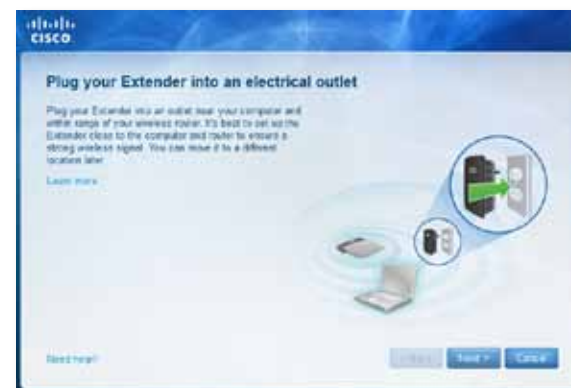 CISCO
Plug your Extender into an electrical outlet
Plug your Extender into an outlet near your computer and
within range of your wireless router. It's best to set up the
Extender close to the computer and router to ensure a
strong wireless signal. You can move it to a different
location later.
Learn more
Need help?
Next >
Cancel